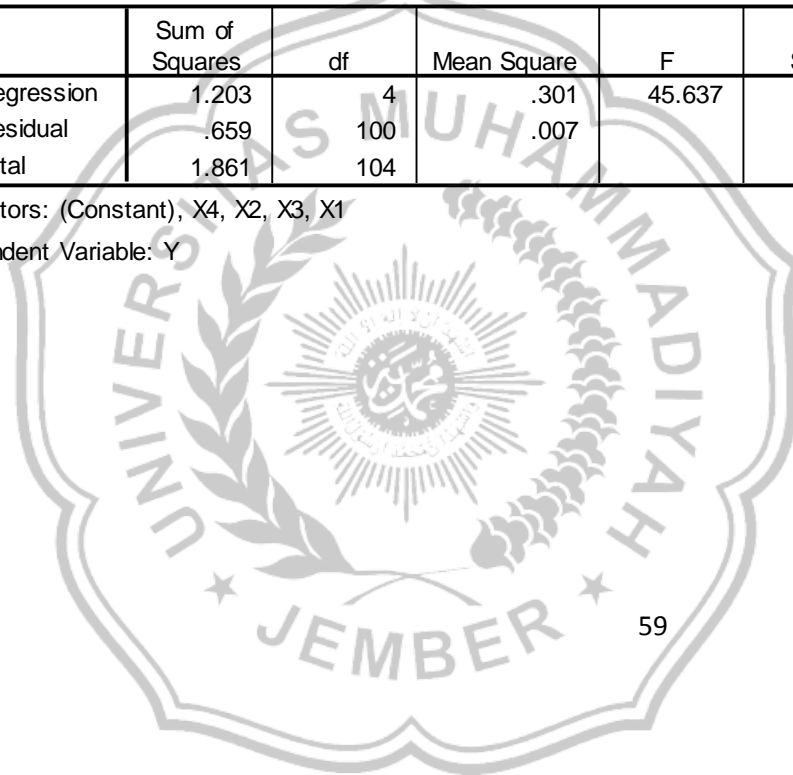 Sum of
Squares df Mean Square F
egression 1.203 4 .301 45.637
esidual .659 100 .007
tal 1.861 104
tors: (Constant), X4, X2, X3, X1
ndent Variable: Y
UNIVERSITAS MUHAMMADIYAH
JEMBER
59